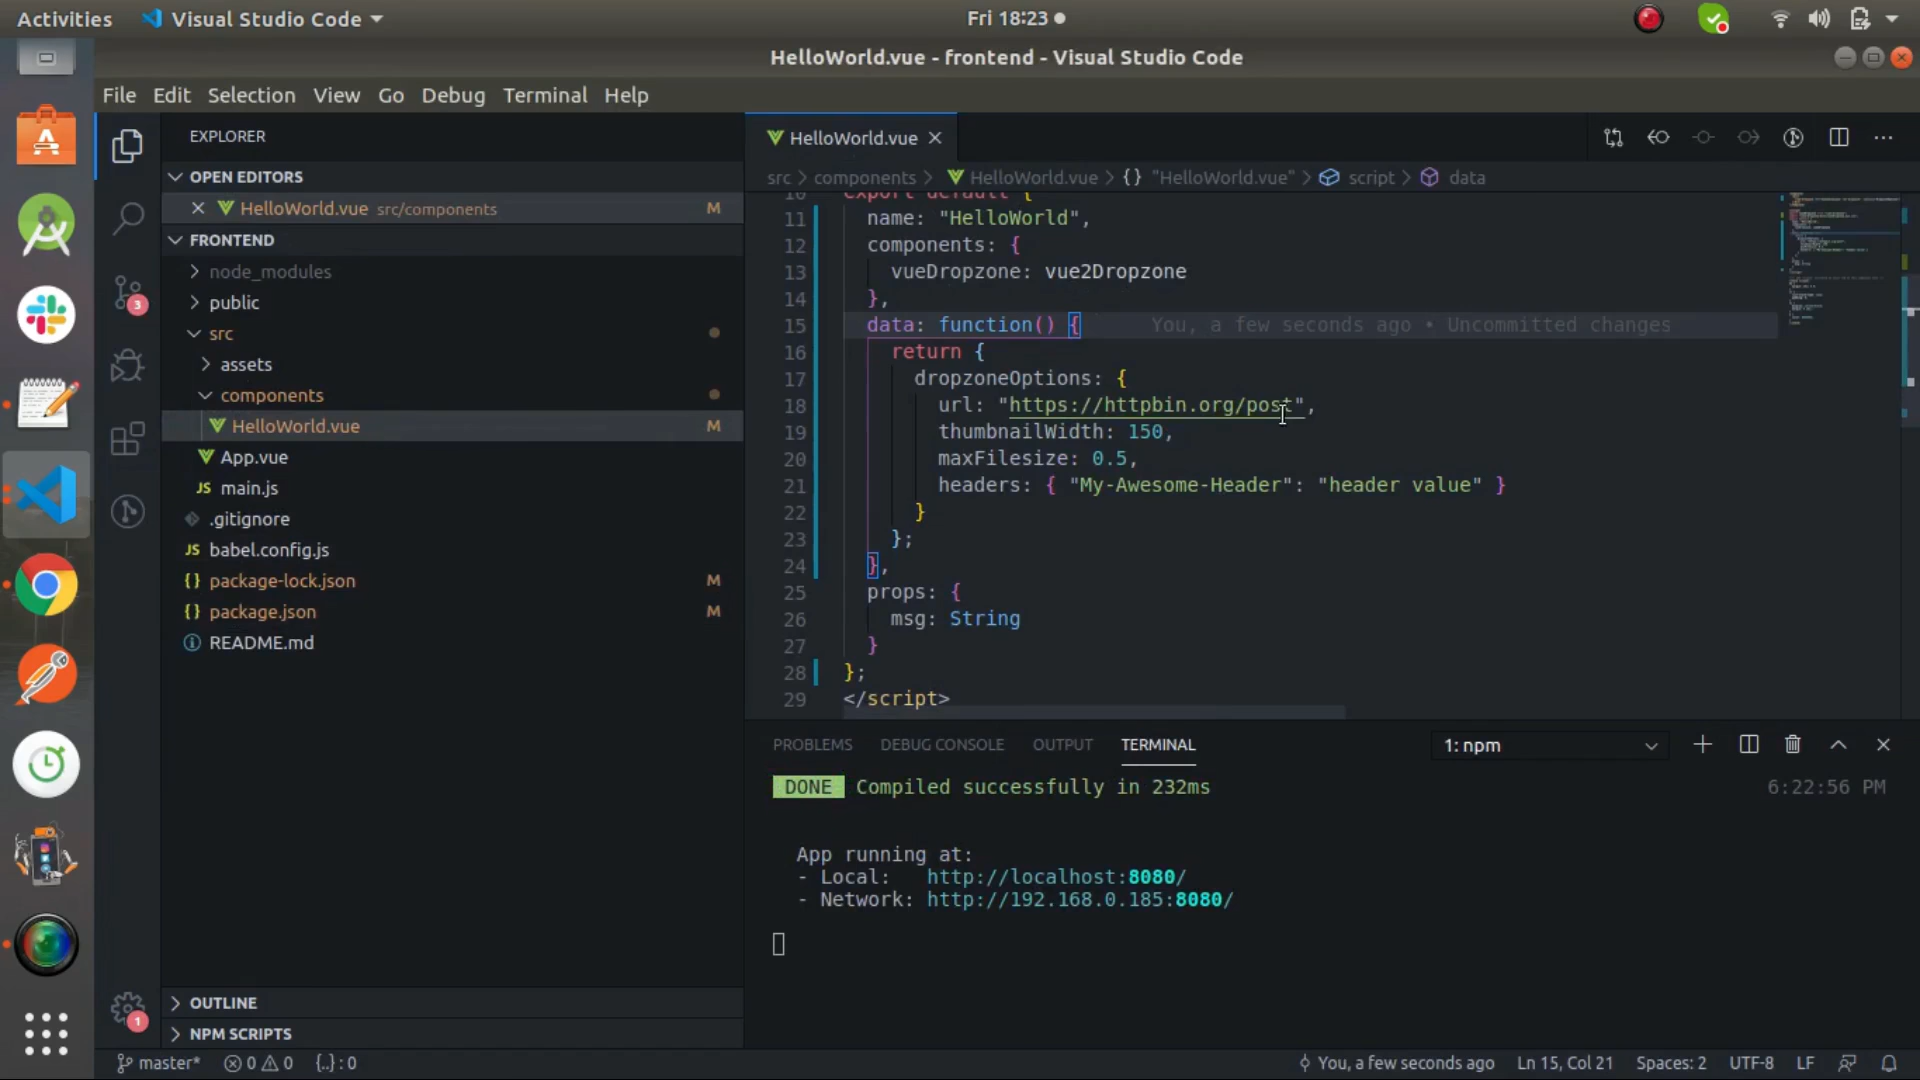 Activities
Visual Studio Code
Fri 18:23
HelloWorld.vue - frontend - Visual Studio Code
File Edit Selection View Go Debug Terminal Help
EXPLORER
OPEN EDITORS
HelloWorld.vue src/components M
FRONTEND
node_modules
public
src
assets
components
HelloWorld.vue M
App.vue
JS main.js
.gitignore
JS babel.config.js
{} package-lock.json M
{} package.json M
README.md
OUTLINE
NPM SCRIPTS
3
1
HelloWorld.vue
src > components > HelloWorld.vue > {} "HelloWorld.vue" > script > data
10 export default {
11 name: "HelloWorld",
12 components: {
13 vueDropzone: vue2Dropzone
14 },
15 data: function() { You, a few seconds ago • Uncommitted changes
16 return {
17 dropzoneOptions: {
18 url: "https://httpbin.org/post",
19 thumbnailWidth: 150,
20 maxFilesize: 0.5,
21 headers: { "My-Awesome-Header": "header value" }
22 }
23 };
24 },
25 props: {
26 msg: String
27 }
28 };
29 </script>
PROBLEMS DEBUG CONSOLE OUTPUT TERMINAL 1: npm
DONE Compiled successfully in 232ms 6:22:56 PM
App running at:
- Local: http://localhost:8080/
- Network: http://192.168.0.185:8080/
master* 0 0 {..} : 0 You, a few seconds ago Ln 15, Col 21 Spaces: 2 UTF-8 LF